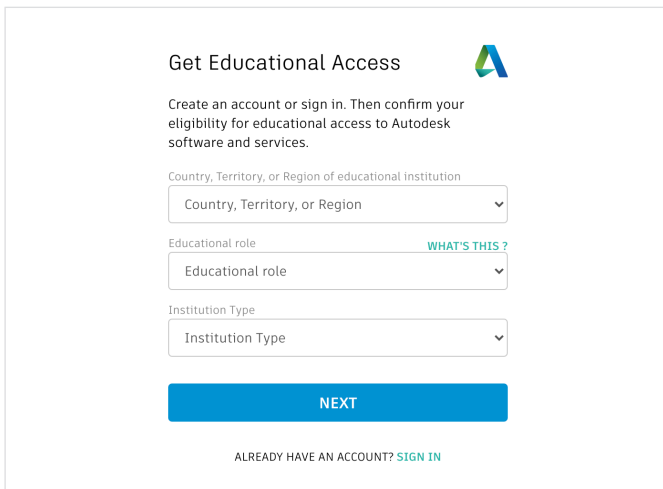 Get Educational Access
Create an account or sign in. Then confirm your
eligibility for educational access to Autodesk
software and services.
Country, Territory, or Region of educational institution
Country, Territory, or Region
Educational role
WHAT'S THIS ?
Educational role
Institution Type
Institution Type
NEXT
ALREADY HAVE AN ACCOUNT? SIGN IN